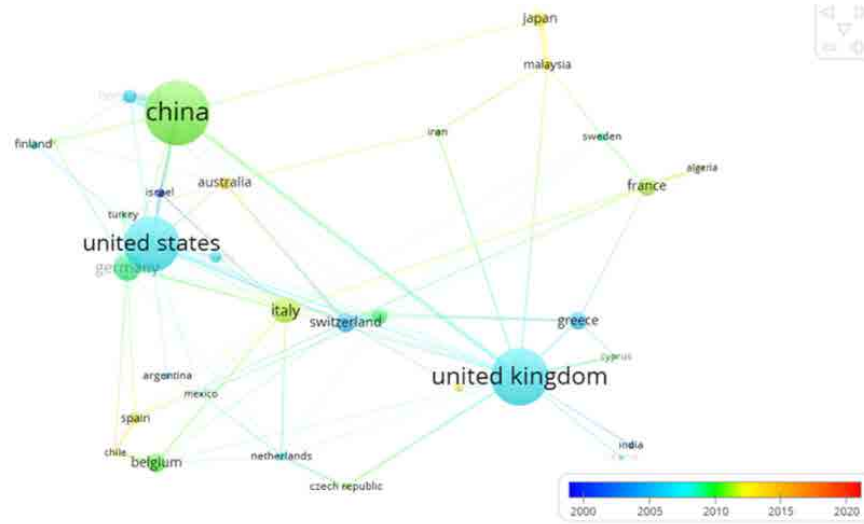 japan
malaysia
china
iran
sweden
finland
algeria
australia
france
israel
turkey
united states
germany
italy
switzerland
greece
cyprus
argentina
united kingdom
mexico
spain
india
chile
belgium
netherlands
czech republic
2000 2005 2010 2015 2020